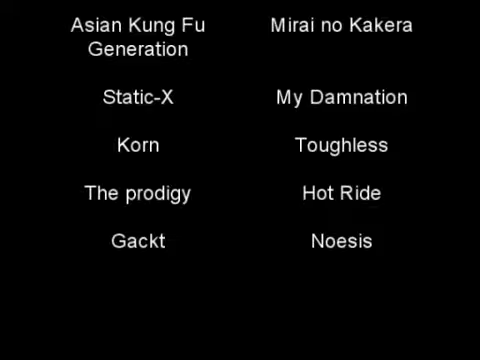 Asian Kung Fu Mirai no Kakera
Generation
Static-X My Damnation
Korn Toughless
The prodigy Hot Ride
Gackt Noesis